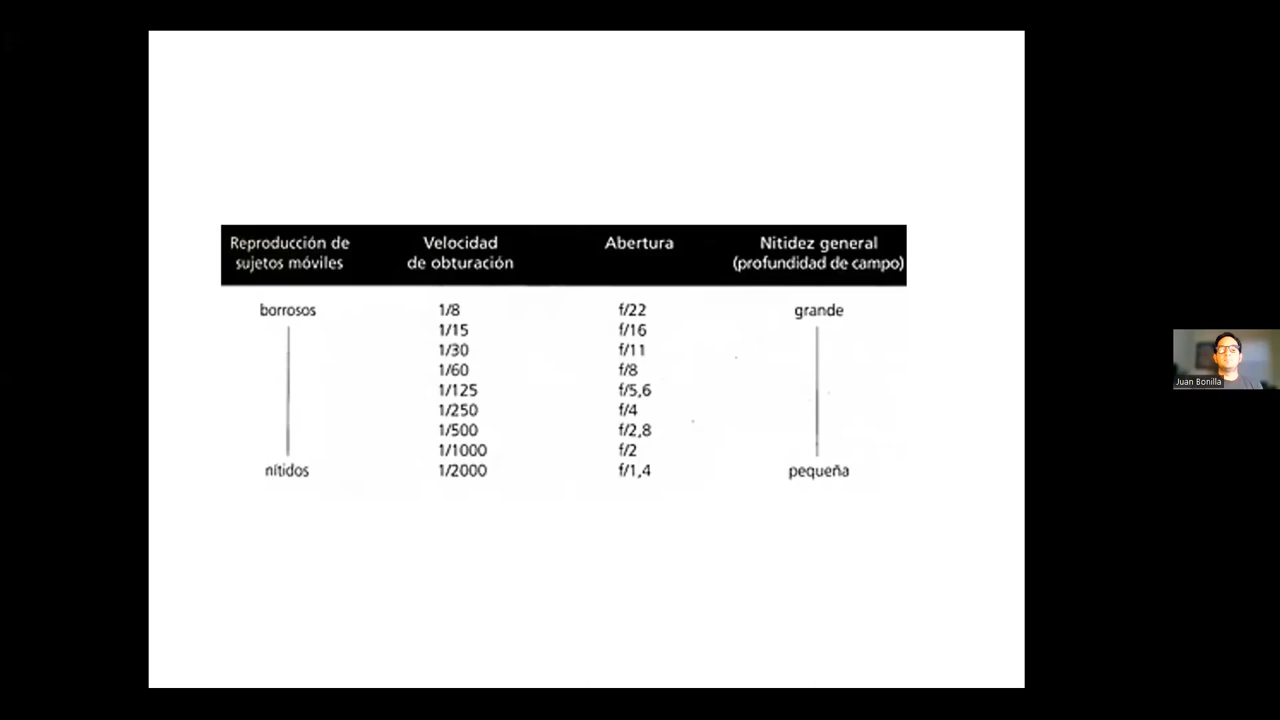 Reproducción de sujetos móviles Velocidad de obturación Abertura Nitidez general (profundidad de campo)
borrosos 1/8 f/22 grande
1/15 f/16
1/30 f/11
1/60 f/8
1/125 f/5,6
1/250 f/4
1/500 f/2,8
1/1000 f/2
nítidos 1/2000 f/1,4 pequeña
Juan Bonilla